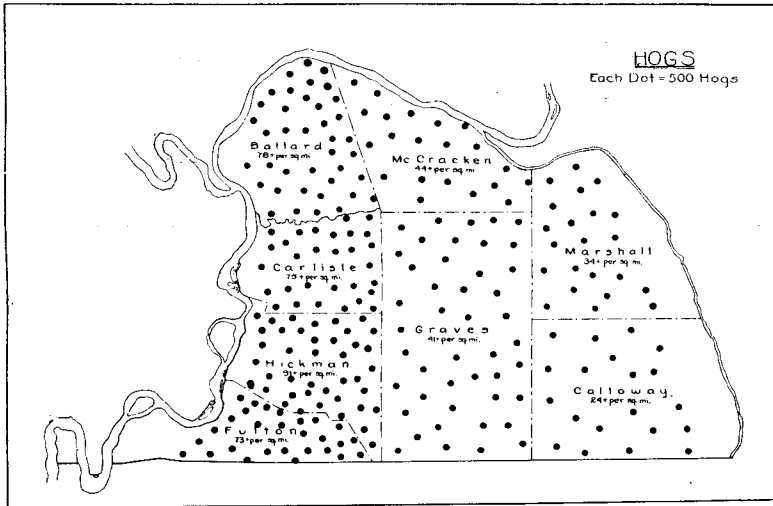 HOGS
Each Dot = 500 Hogs
Ballard
78+ per sq. mi.
McCracken
44+ per sq. mi.
Carlisle
75+ per sq. mi.
Marshall
34+ per sq. mi.
Graves
41+ per sq. mi.
Hickman
91+ per sq. mi.
Calloway
24+ per sq. mi.
Fulton
73+ per sq. mi.